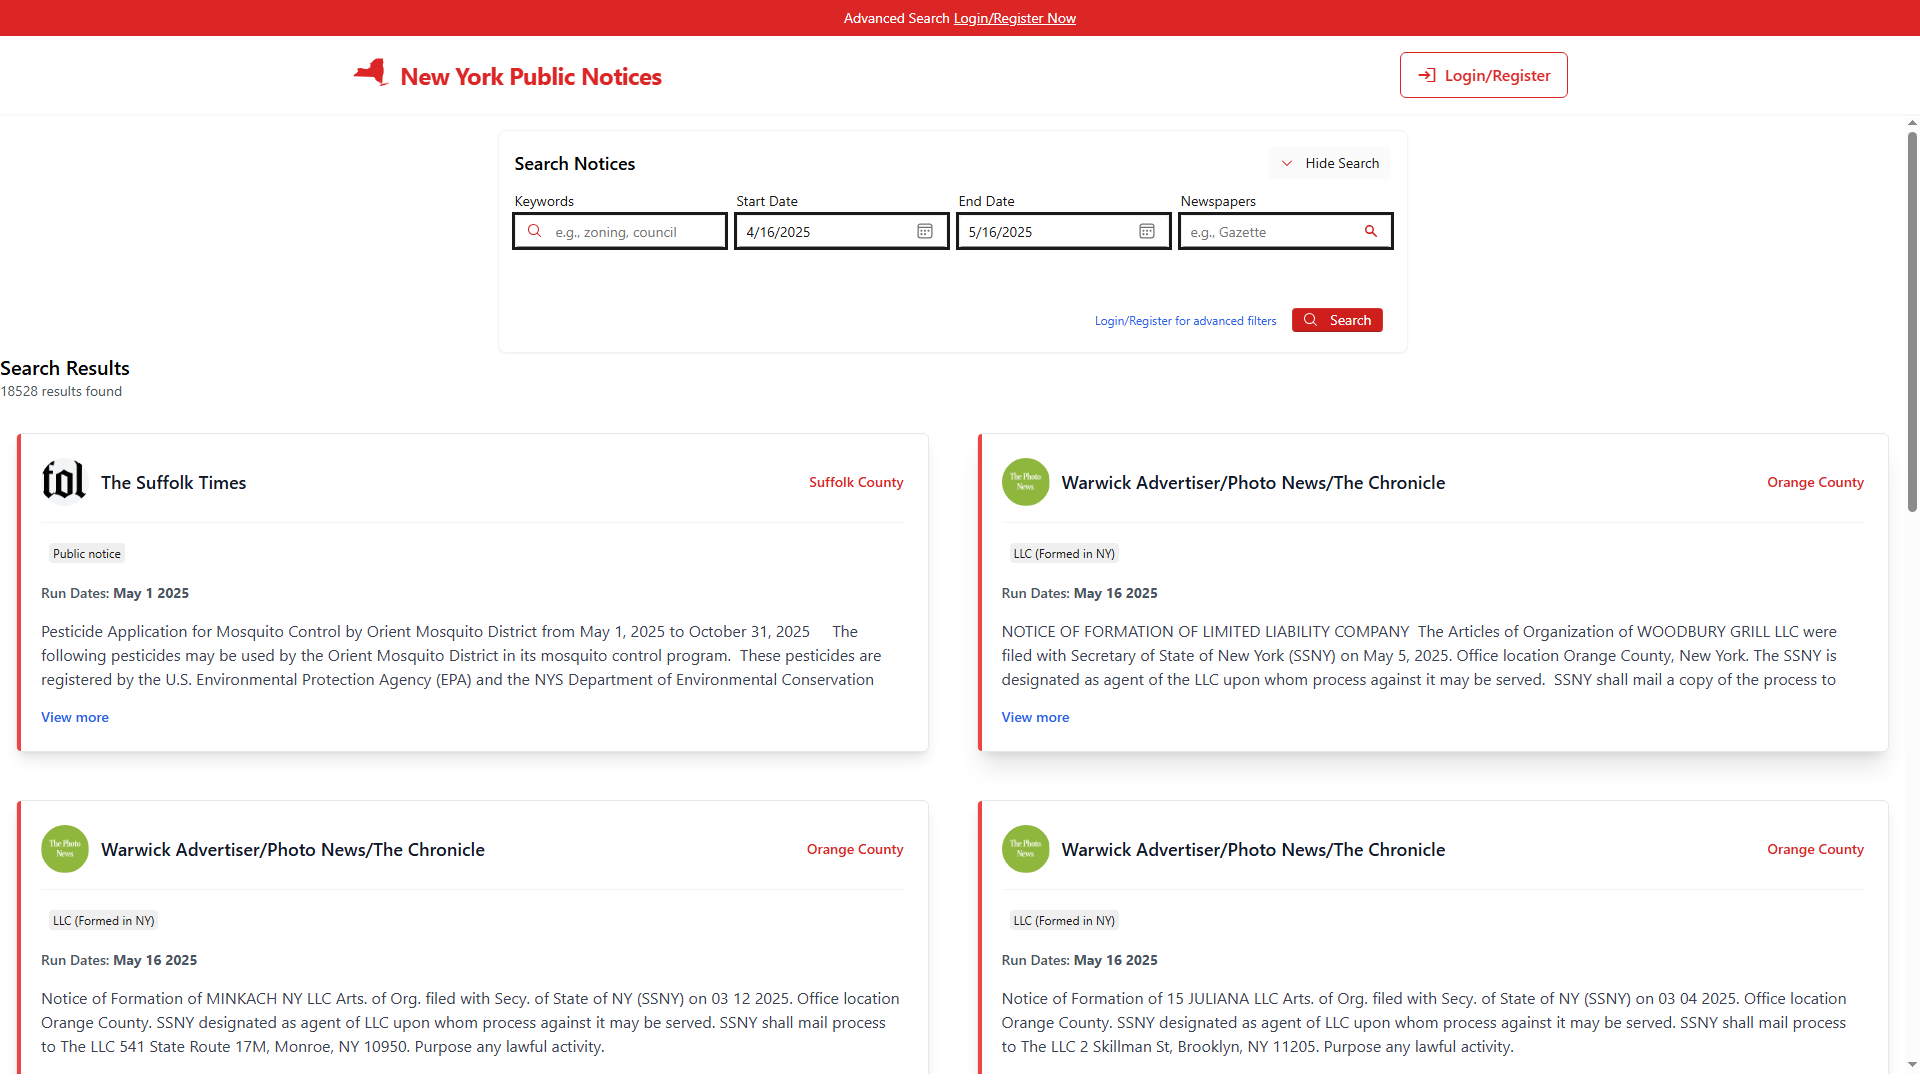 Advanced Search Login/Register Now
New York Public Notices
Login/Register
Search Notices
Hide Search
Keywords
Start Date
End Date
Newspapers
e.g., zoning, council
4/16/2025
5/16/2025
e.g., Gazette
Login/Register for advanced filters
Search
Search Results
18528 results found
tol
The Suffolk Times
Suffolk County
Public notice
Run Dates: May 1 2025
Pesticide Application for Mosquito Control by Orient Mosquito District from May 1, 2025 to October 31, 2025 The
following pesticides may be used by the Orient Mosquito District in its mosquito control program. These pesticides are
registered by the U.S. Environmental Protection Agency (EPA) and the NYS Department of Environmental Conservation
View more
The Photo
News
Warwick Advertiser/Photo News/The Chronicle
Orange County
LLC (Formed in NY)
Run Dates: May 16 2025
NOTICE OF FORMATION OF LIMITED LIABILITY COMPANY The Articles of Organization of WOODBURY GRILL LLC were
filed with Secretary of State of New York (SSNY) on May 5, 2025. Office location Orange County, New York. The SSNY is
designated as agent of the LLC upon whom process against it may be served. SSNY shall mail a copy of the process to
View more
The Photo
News
Warwick Advertiser/Photo News/The Chronicle
Orange County
LLC (Formed in NY)
Run Dates: May 16 2025
Notice of Formation of MINKACH NY LLC Arts. of Org. filed with Secy. of State of NY (SSNY) on 03 12 2025. Office location
Orange County. SSNY designated as agent of LLC upon whom process against it may be served. SSNY shall mail process
to The LLC 541 State Route 17M, Monroe, NY 10950. Purpose any lawful activity.
The Photo
News
Warwick Advertiser/Photo News/The Chronicle
Orange County
LLC (Formed in NY)
Run Dates: May 16 2025
Notice of Formation of 15 JULIANA LLC Arts. of Org. filed with Secy. of State of NY (SSNY) on 03 04 2025. Office location
Orange County. SSNY designated as agent of LLC upon whom process against it may be served. SSNY shall mail process
to The LLC 2 Skillman St, Brooklyn, NY 11205. Purpose any lawful activity.